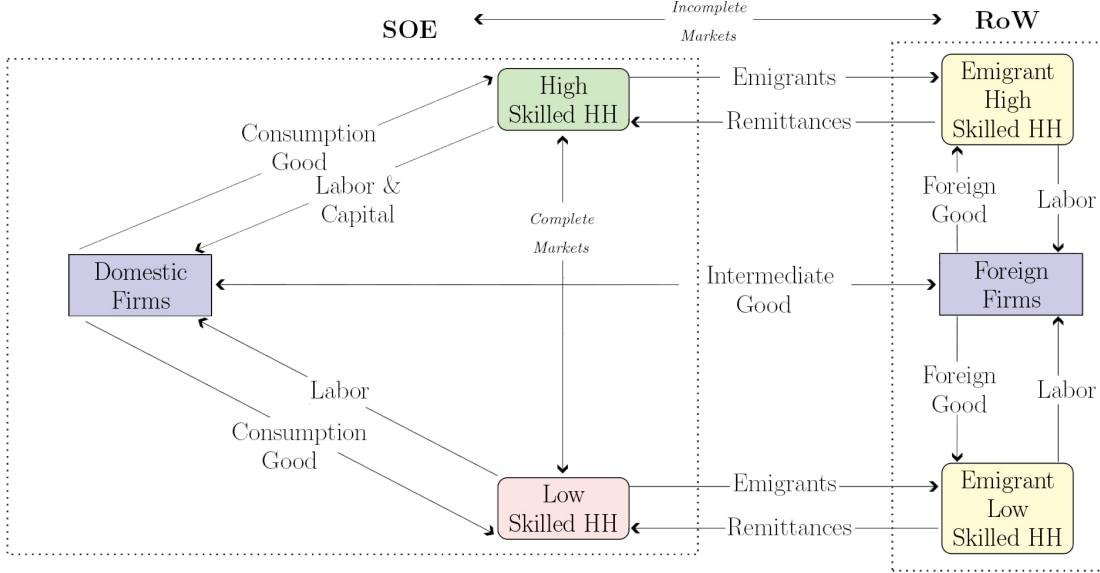 SOE
Incomplete
Markets
RoW
High
Skilled HH
Emigrants
Remittances
Emigrant
High
Skilled HH
Consumption
Good
Labor &
Capital
Complete
Markets
Foreign
Good
Labor
Domestic
Firms
Intermediate
Good
Foreign
Firms
Labor
Consumption
Good
Foreign
Good
Labor
Low
Skilled HH
Emigrants
Remittances
Emigrant
Low
Skilled HH